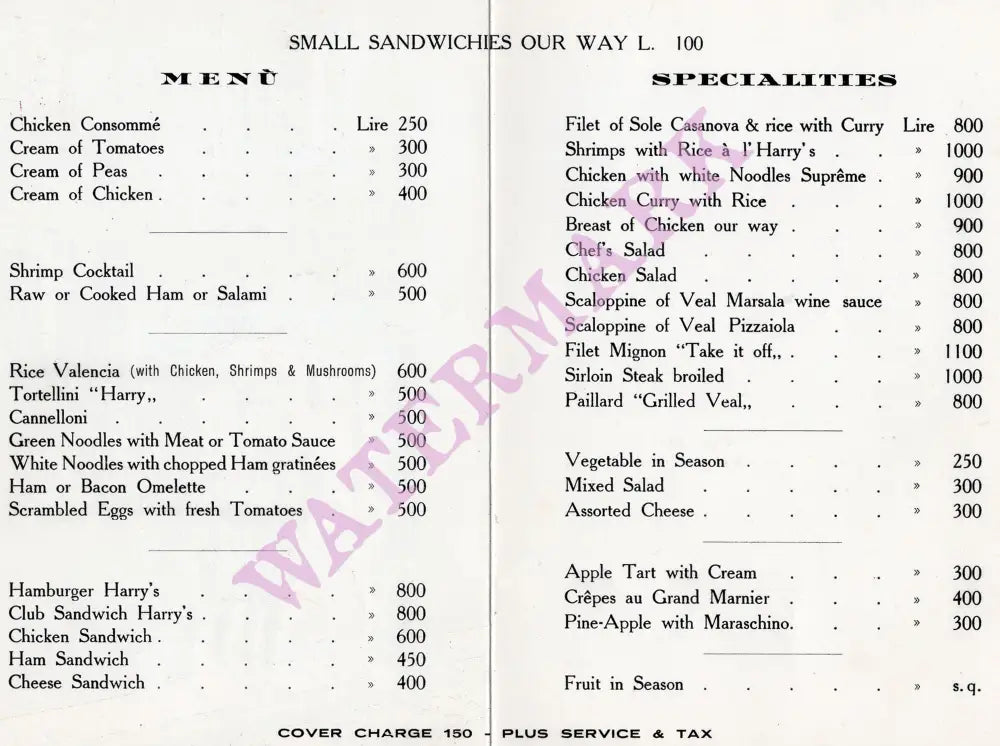 SMALL SANDWICHIES OUR WAY L. 100
MENÙ
Chicken Consommé . . . . Lire 250
Cream of Tomatoes . . . . » 300
Cream of Peas . . . . . » 300
Cream of Chicken . . . . . » 400
Shrimp Cocktail . . . . . » 600
Raw or Cooked Ham or Salami . . » 500
Rice Valencia (with Chicken, Shrimps & Mushrooms) 600
Tortellini “Harry„ . . . . » 500
Cannelloni . . . . . . » 500
Green Noodles with Meat or Tomato Sauce » 500
White Noodles with chopped Ham gratinées » 500
Ham or Bacon Omelette . . . » 500
Scrambled Eggs with fresh Tomatoes . » 500
Hamburger Harry's . . . . » 800
Club Sandwich Harry's . . . . » 800
Chicken Sandwich . . . . . » 600
Ham Sandwich . . . . . » 450
Cheese Sandwich . . . . . » 400
SPECIALITIES
Filet of Sole Casanova & rice with Curry Lire 800
Shrimps with Rice à l'Harry's . . » 1000
Chicken with white Noodles Suprême . » 900
Chicken Curry with Rice . . . » 1000
Breast of Chicken our way . . . » 900
Chef's Salad . . . . . » 800
Chicken Salad . . . . . » 800
Scaloppine of Veal Marsala wine sauce » 800
Scaloppine of Veal Pizzaiola . . » 800
Filet Mignon “Take it off„ . . . » 1100
Sirloin Steak broiled . . . . » 1000
Paillard “Grilled Veal„ . . . » 800
Vegetable in Season . . . . » 250
Mixed Salad . . . . . » 300
Assorted Cheese . . . . . » 300
Apple Tart with Cream . . . » 300
Crêpes au Grand Marnier . . . » 400
Pine-Apple with Maraschino. . . » 300
Fruit in Season . . . . . » s. q.
COVER CHARGE 150 - PLUS SERVICE & TAX
WATERMARK